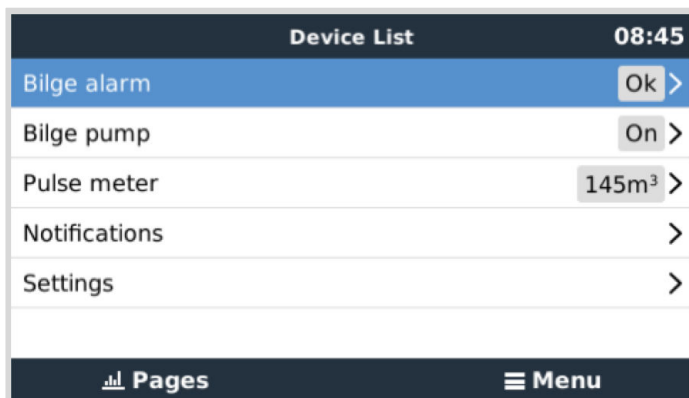 Device List 08:45
Bilge alarm Ok
Bilge pump On
Pulse meter 145m³
Notifications
Settings
Pages Menu